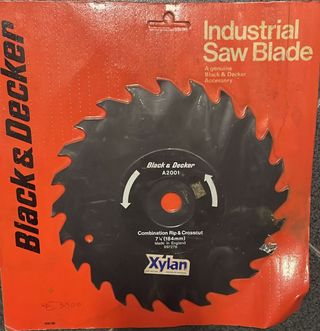 Black & Decker
Industrial
Saw Blade
A genuine
Black & Decker
Accessory
Black & Decker
A2001
Combination Rip & Crosscut
7¼ (184mm)
Made in England
Xylan